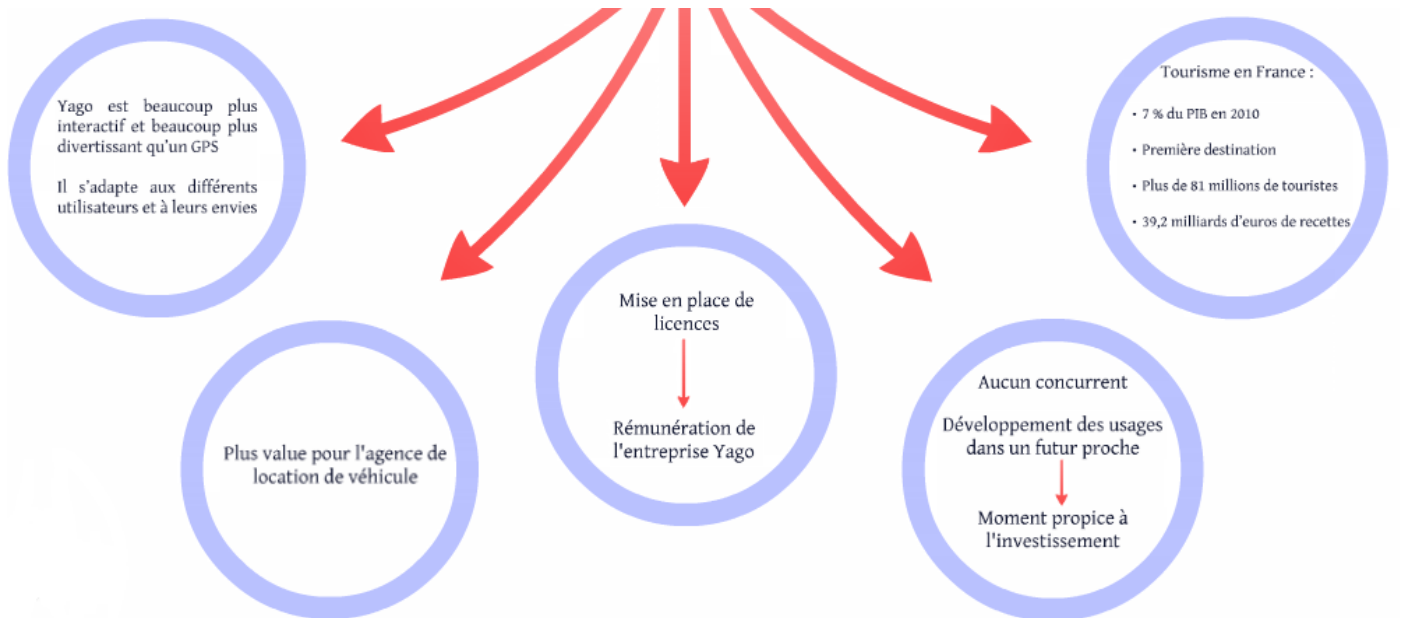 Yago est beaucoup plus
interactif et beaucoup plus
divertissant qu'un GPS
Il s'adapte aux différents
utilisateurs et à leurs envies
Plus value pour l'agence de
location de véhicule
Mise en place de
licences
Rémunération de
l'entreprise Yago
Aucun concurrent
Développement des usages
dans un futur proche
Moment propice à
l'investissement
Tourisme en France :
• 7 % du PIB en 2010
• Première destination
• Plus de 81 millions de touristes
• 39,2 milliards d'euros de recettes